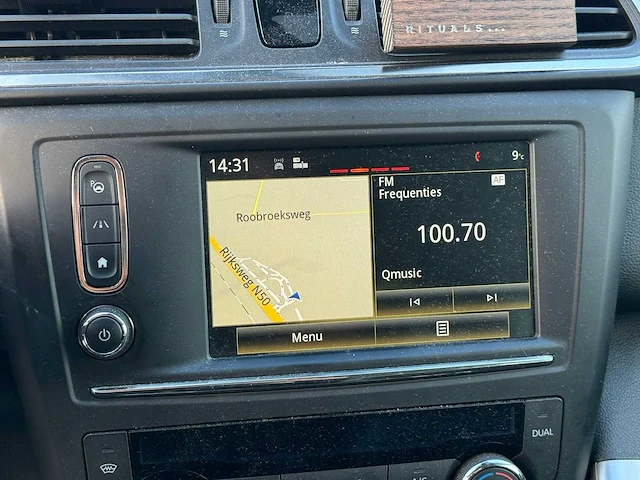 RITUALS...
14:31
9°C
FM
AF
Frequenties
Roobroeksweg
100.70
Rijksweg N50
Qmusic
Menu
DUAL
A/C